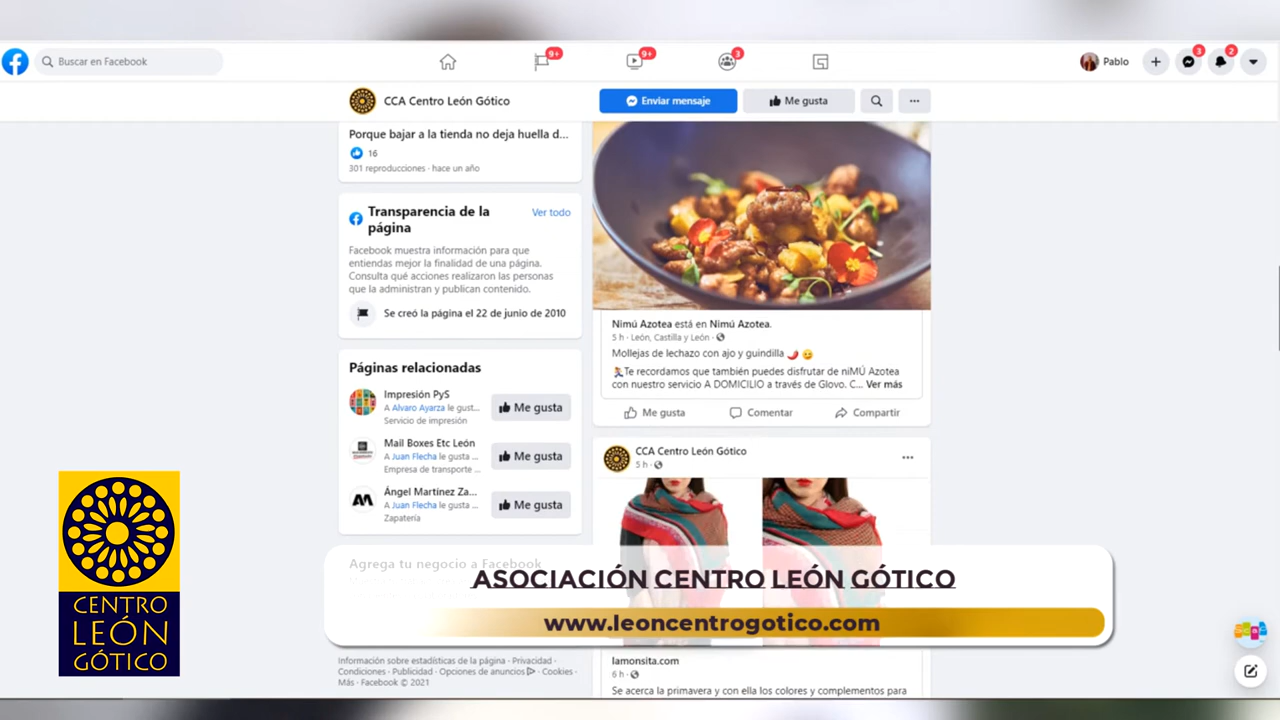 Buscar en Facebook
9+
9+
3
Pablo
3
2
CCA Centro León Gótico
Enviar mensaje
Me gusta
Porque bajar a la tienda no deja huella d...
16
301 reproducciones · hace un año
Transparencia de la página
Ver todo
Facebook muestra información para que
entiendas mejor la finalidad de una página.
Consulta qué acciones realizaron las personas
que la administran y publican contenido.
Se creó la página el 22 de junio de 2010
Páginas relacionadas
Impresión PyS
A Alvaro Ayarza le gust...
Servicio de impresión
Me gusta
Mail Boxes Etc León
A Juan Flecha le gusta ...
Empresa de transporte ...
Me gusta
Ángel Martínez Za...
A Juan Flecha le gusta ...
Zapatería
Me gusta
Agrega tu negocio a Facebook
Información sobre estadísticas de la página · Privacidad ·
Condiciones · Publicidad · Opciones de anuncios · Cookies ·
Más · Facebook © 2021
Nimú Azotea está en Nimú Azotea.
5 h · León, Castilla y León ·
Mollejas de lechazo con ajo y guindilla 🌶️ 😉
Te recordamos que también puedes disfrutar de niMÚ Azotea
con nuestro servicio A DOMICILIO a través de Glovo. C... Ver más
Me gusta
Comentar
Compartir
CCA Centro León Gótico
5 h ·
lamonsita.com
6 h ·
Se acerca la primavera y con ella los colores y complementos para
ASOCIACIÓN CENTRO LEÓN GÓTICO
www.leoncentrogotico.com
CENTRO
LEÓN
GÓTICO